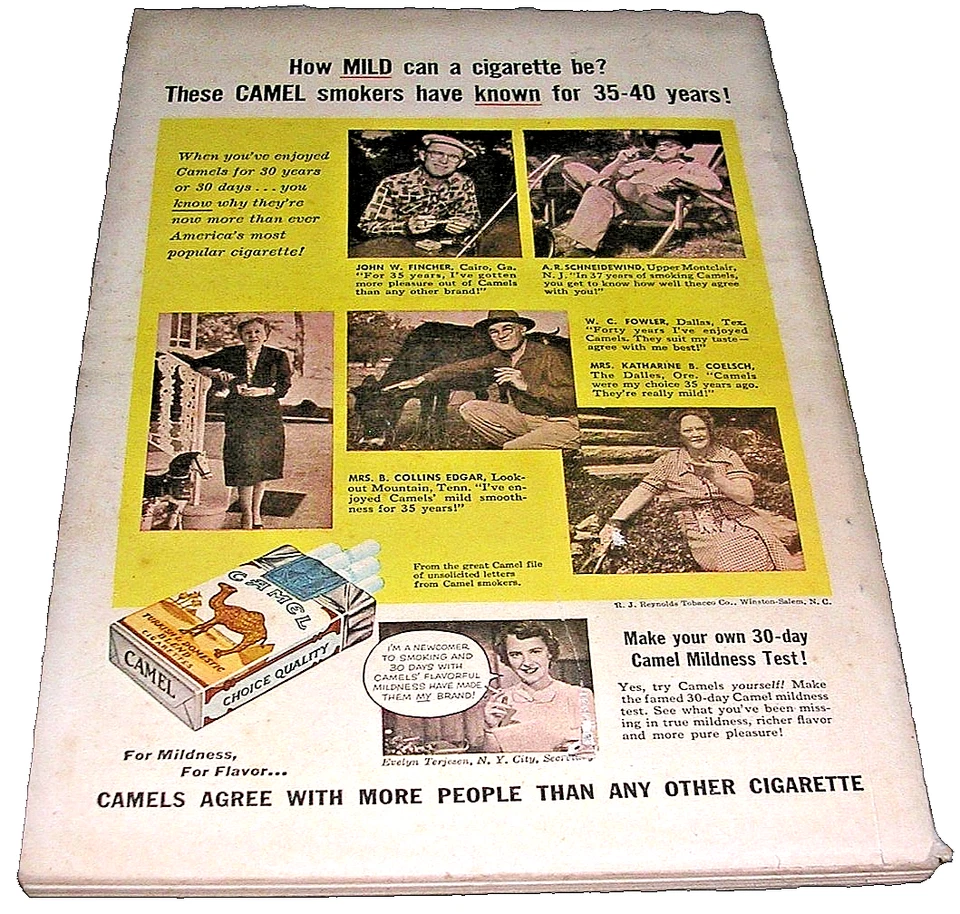 How MILD can a cigarette be?
These CAMEL smokers have known for 35-40 years!
When you've enjoyed
Camels for 30 years
or 30 days . . . you
know why they're
now more than ever
America's most
popular cigarette!
JOHN W. FINCHER, Cairo, Ga.
"For 35 years, I've gotten
more pleasure out of Camels
than any other brand!"
A. R. SCHNEIDEWIND, Upper Montclair,
N. J. "In 37 years of smoking Camels,
you get to know how well they agree
with you!"
W. C. FOWLER, Dallas, Tex.
"Forty years I've enjoyed
Camels. They suit my taste—
agree with me best!"
MRS. KATHARINE B. COELSCH,
The Dalles, Ore. "Camels
were my choice 35 years ago.
They're really mild!"
MRS. B. COLLINS EDGAR, Look-
out Mountain, Tenn. "I've en-
joyed Camels' mild smooth-
ness for 35 years!"
From the great Camel file
of unsolicited letters
from Camel smokers.
R. J. Reynolds Tobacco Co., Winston-Salem, N. C.
CAMEL
TURKISH & DOMESTIC
BLEND
CIGARETTES
CAMEL
CHOICE QUALITY
I'M A NEWCOMER
TO SMOKING AND
30 DAYS WITH
CAMELS' FLAVORFUL
MILDNESS HAVE MADE
THEM MY BRAND!
Evelyn Terjesen, N. Y. City, Secretary
Make your own 30-day
Camel Mildness Test!
Yes, try Camels yourself! Make
the famed 30-day Camel mildness
test. See what you've been miss-
ing in true mildness, richer flavor
and more pure pleasure!
For Mildness,
For Flavor...
CAMELS AGREE WITH MORE PEOPLE THAN ANY OTHER CIGARETTE